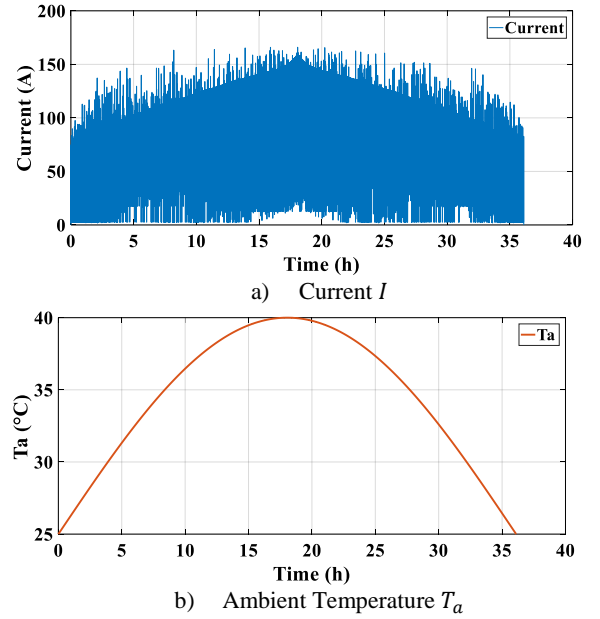 200
150
100
50
0
Current (A)
Current
0 5 10 15 20 25 30 35 40
Time (h)
a) Current I
40
35
30
25
Ta (°C)
Ta
0 5 10 15 20 25 30 35 40
Time (h)
b) Ambient Temperature Tₐ